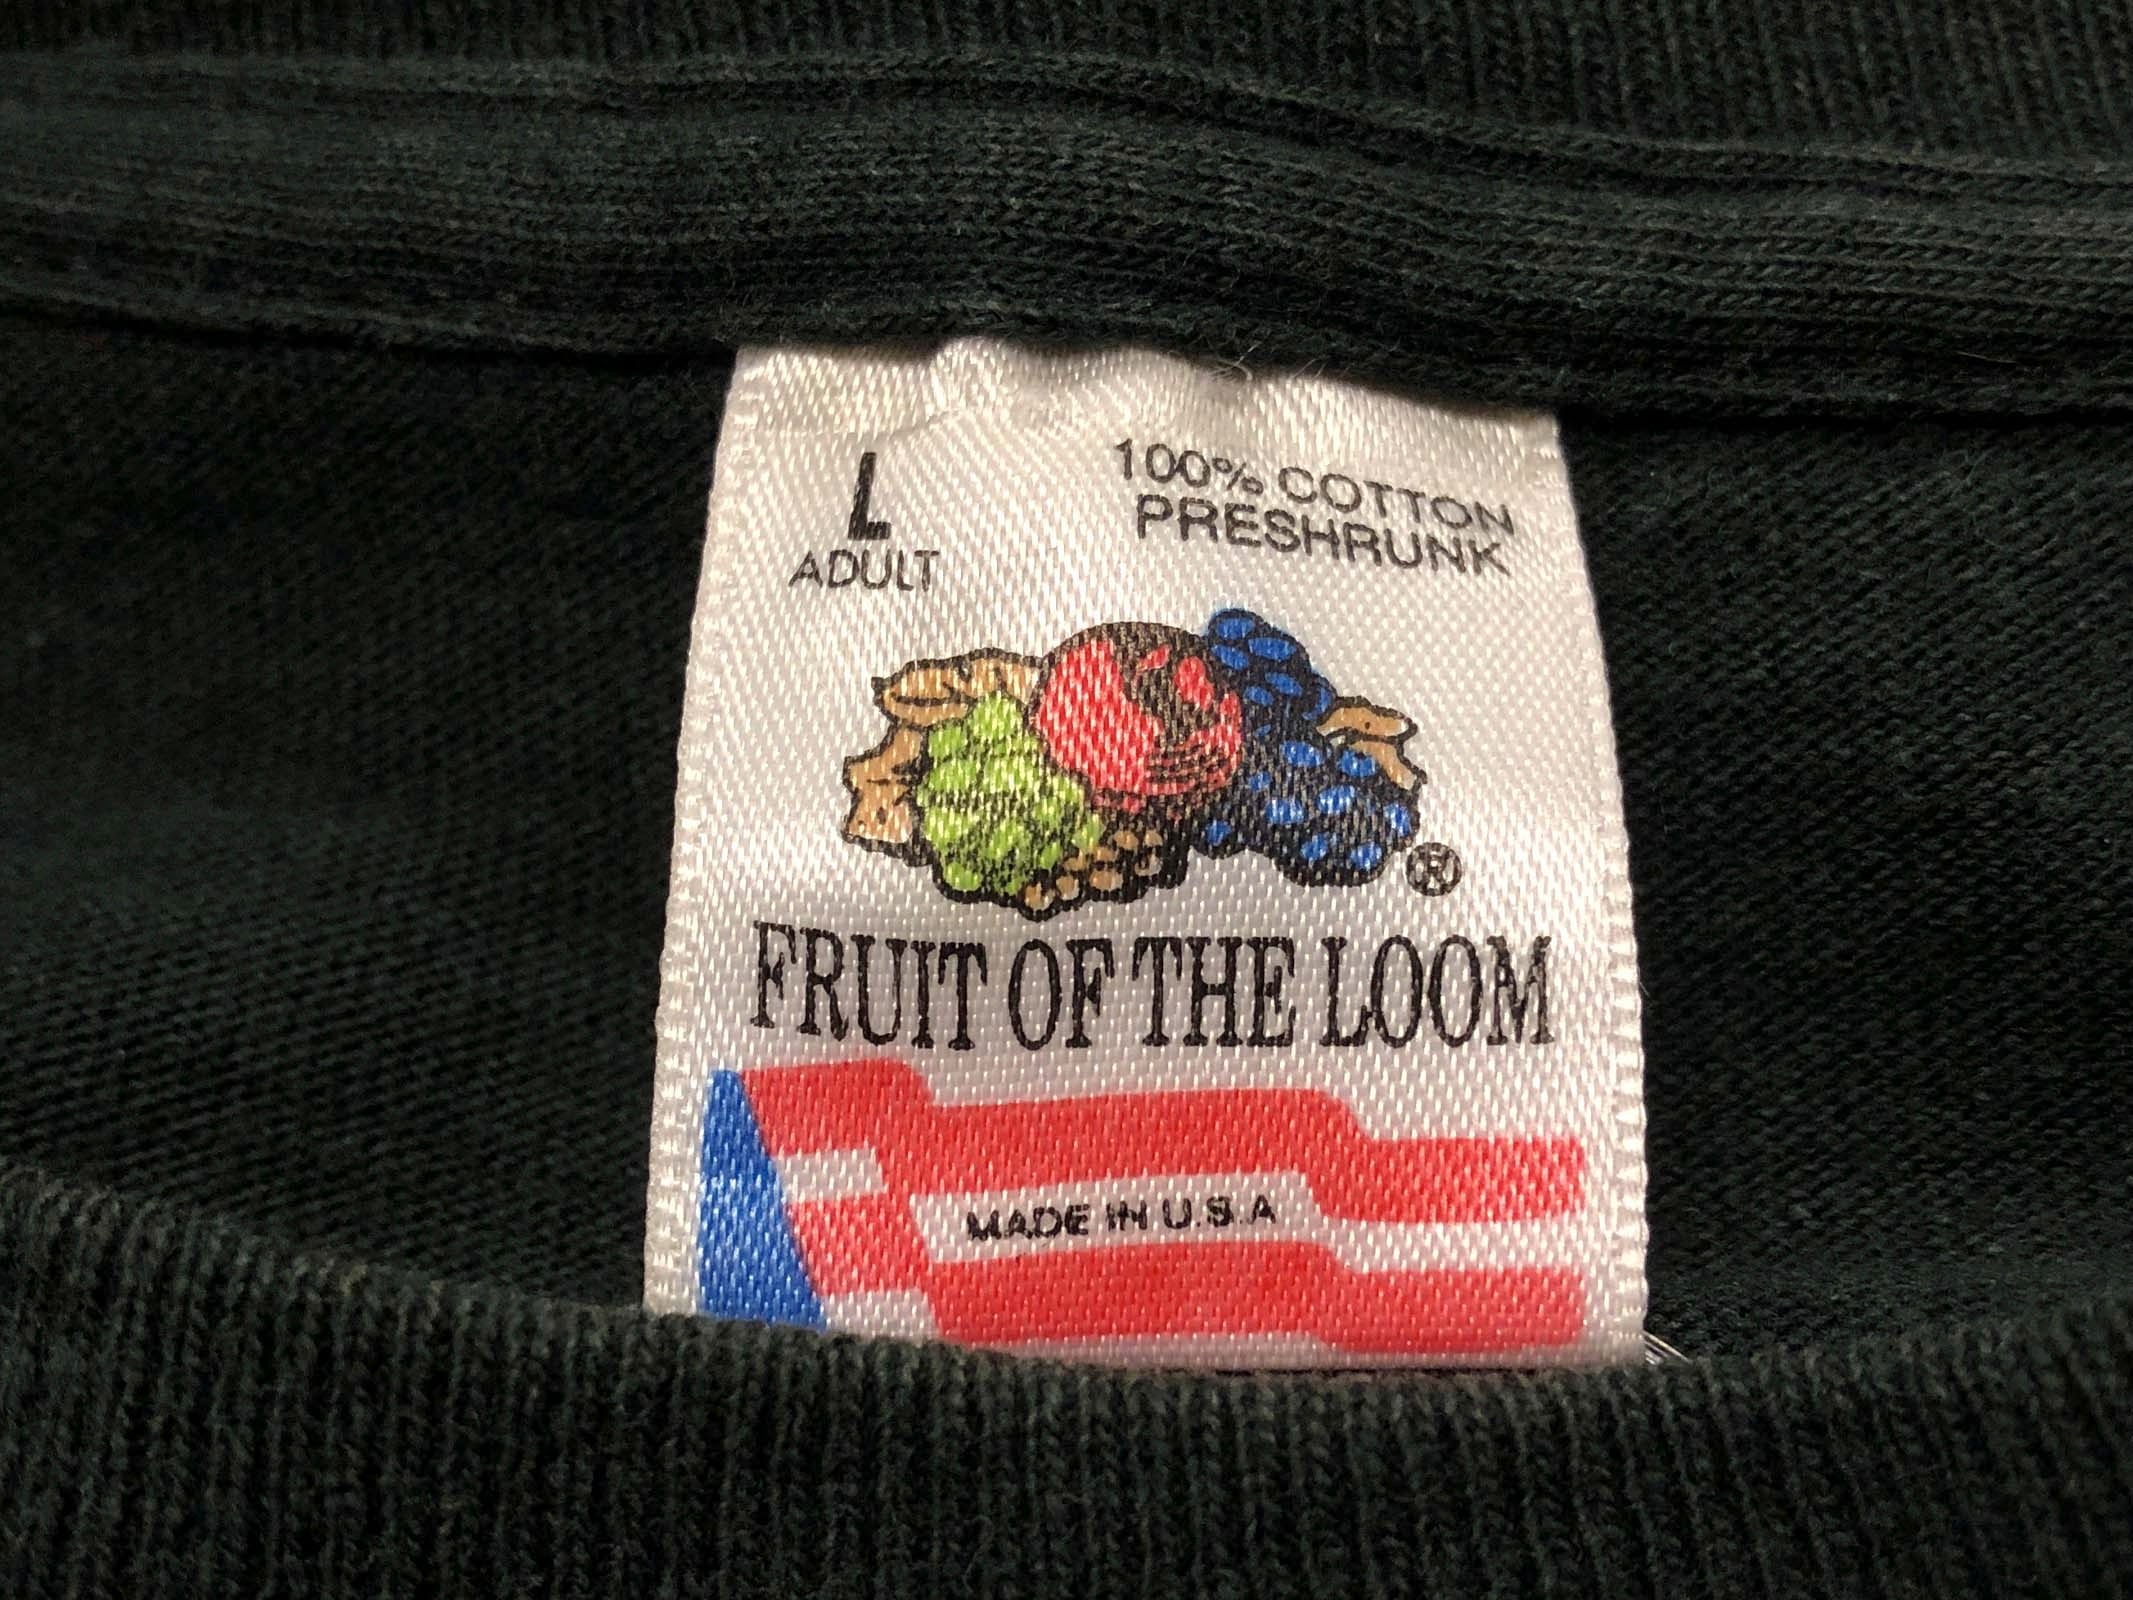 L
ADULT
100% COTTON
PRESHRUNK
®
FRUIT OF THE LOOM
MADE IN U.S.A